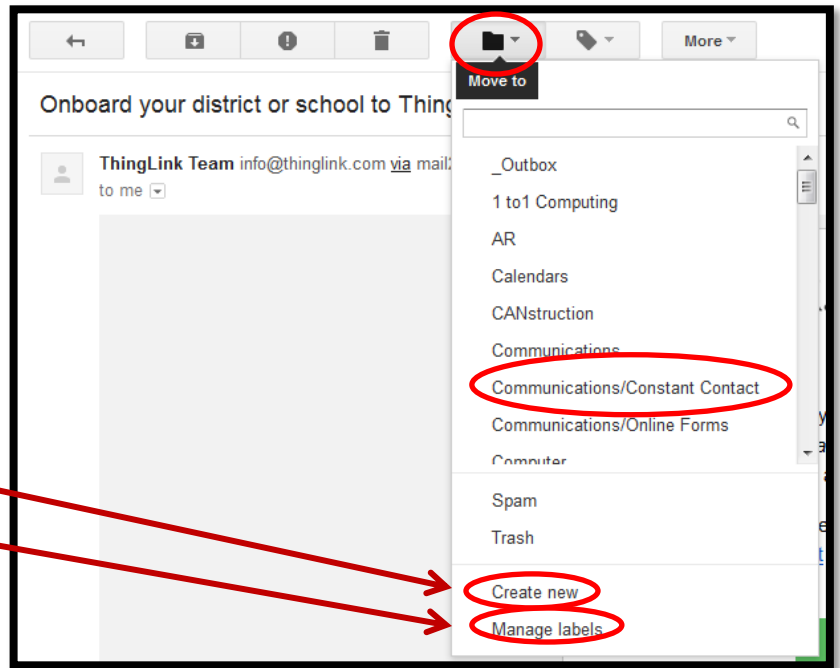 More
Move to
Onboard your district or school to Thing
ThingLink Team info@thinglink.com via mail
to me
_Outbox
1 to1 Computing
AR
Calendars
CANstruction
Communications
Communications/Constant Contact
Communications/Online Forms
Computer
Spam
Trash
Create new
Manage labels